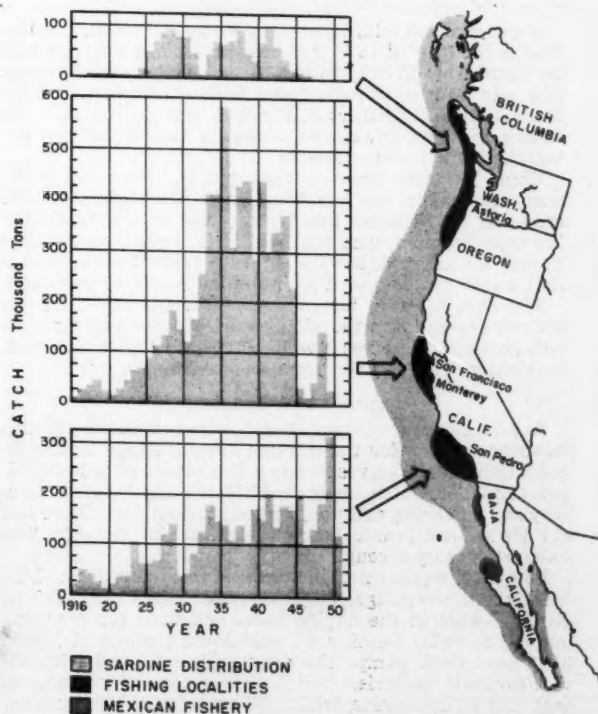 100
0
600
500
400
300
200
100
0
300
200
100
0
1916 20 25 30 35 40 45 50
CATCH Thousand Tons
YEAR
SARDINE DISTRIBUTION
FISHING LOCALITIES
MEXICAN FISHERY
BRITISH
COLUMBIA
WASH.
Astoria
OREGON
San Francisco
Monterey
CALIF.
San Pedro
BAJA
CALIFORNIA